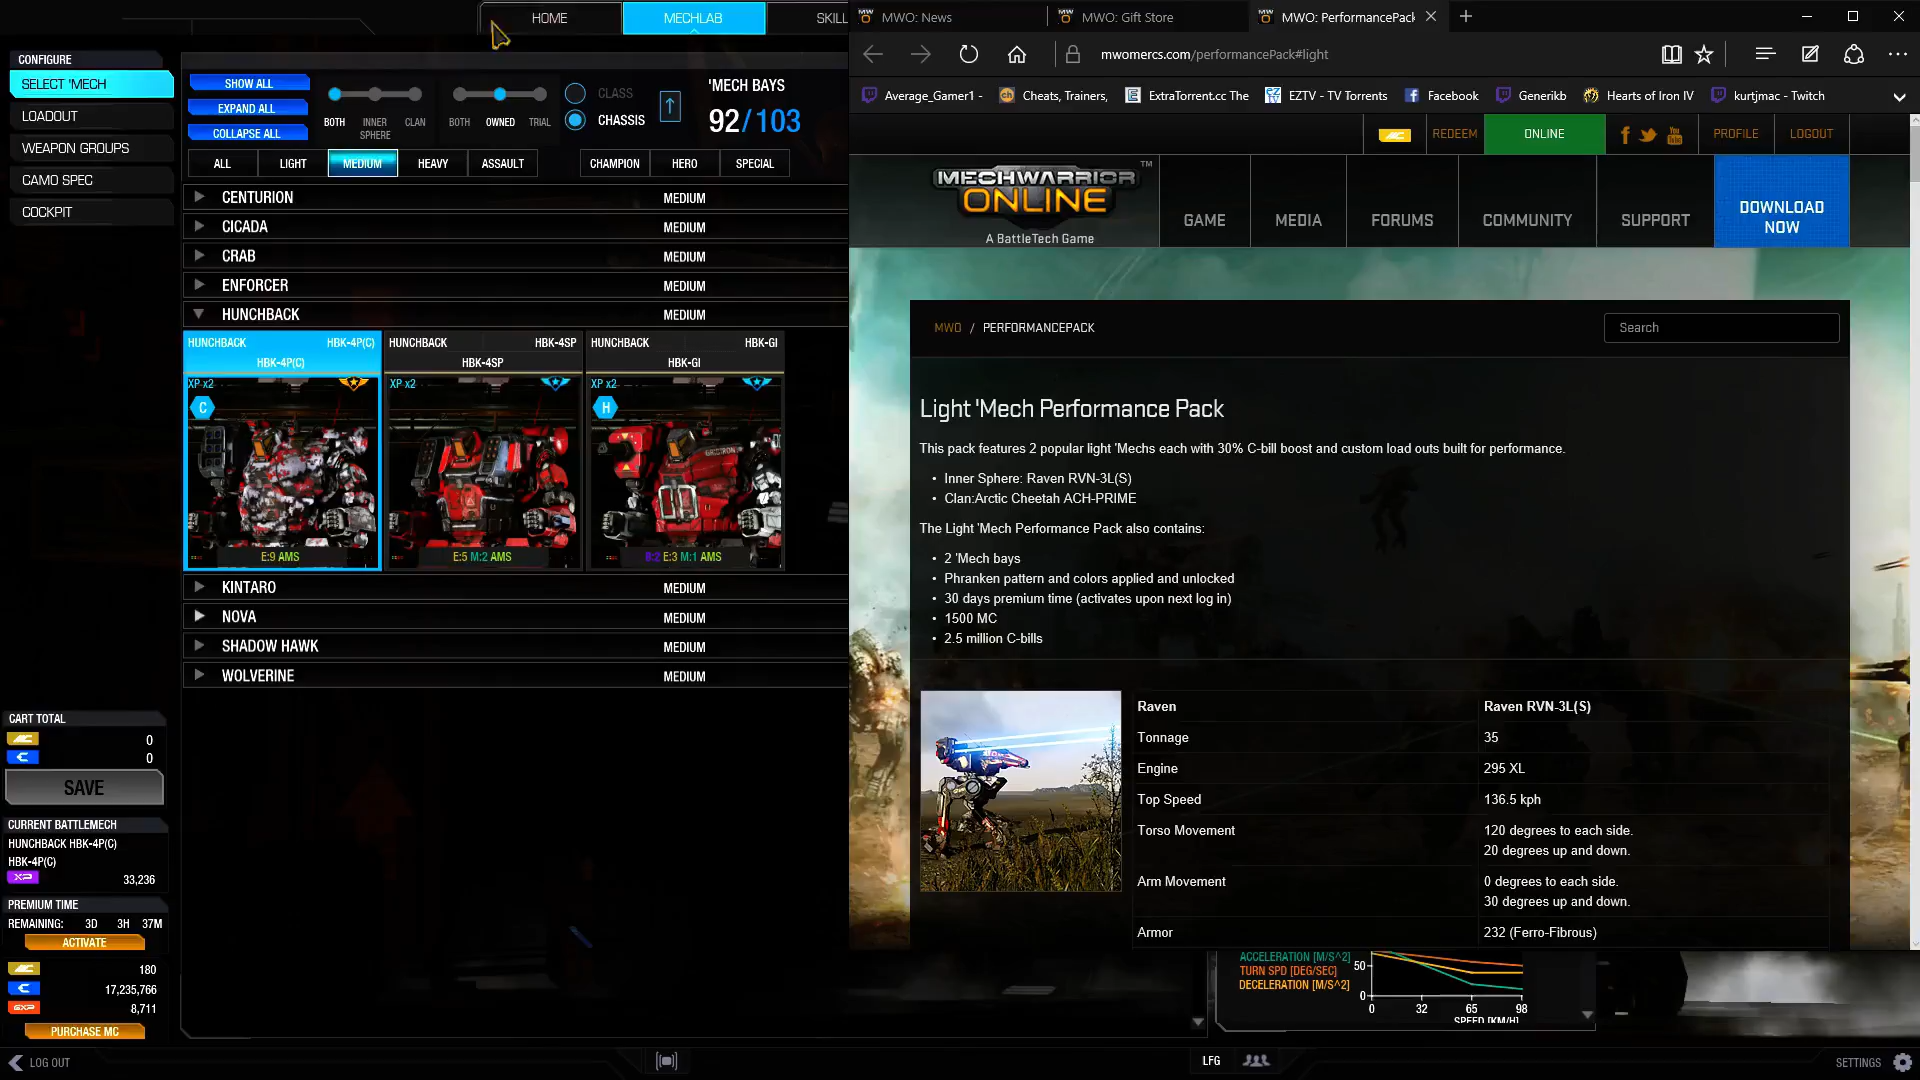 HOME
MECHLAB
SKILL
CONFIGURE
SELECT 'MECH
LOADOUT
WEAPON GROUPS
CAMO SPEC
COCKPIT
SHOW ALL
EXPAND ALL
COLLAPSE ALL
BOTH INNER SPHERE CLAN
BOTH OWNED TRIAL
CLASS
CHASSIS
'MECH BAYS
92/103
ALL LIGHT MEDIUM HEAVY ASSAULT CHAMPION HERO SPECIAL
CENTURION MEDIUM
CICADA MEDIUM
CRAB MEDIUM
ENFORCER MEDIUM
HUNCHBACK MEDIUM
HUNCHBACK HBK-4P(C)
HBK-4P(C)
XP x2
C
E:9 AMS
HUNCHBACK HBK-4SP
HBK-4SP
XP x2
E:5 M:2 AMS
HUNCHBACK HBK-GI
HBK-GI
XP x2
H
B:2 E:3 M:1 AMS
KINTARO MEDIUM
NOVA MEDIUM
SHADOW HAWK MEDIUM
WOLVERINE MEDIUM
CART TOTAL
0
0
SAVE
CURRENT BATTLEMECH
HUNCHBACK HBK-4P(C)
HBK-4P(C)
XP 33,236
PREMIUM TIME
REMAINING: 3D 3H 37M
ACTIVATE
180
17,235,766
GXP 8,711
PURCHASE MC
LOG OUT
MWO: News
MWO: Gift Store
MWO: PerformancePack
mwomercs.com/performancePack#light
Average_Gamer1 -
Cheats, Trainers,
ExtraTorrent.cc The
EZTV - TV Torrents
Facebook
Generikb
Hearts of Iron IV
kurtjmac - Twitch
REDEEM
ONLINE
PROFILE
LOGOUT
MECHWARRIOR
ONLINE
TM
A BattleTech Game
GAME
MEDIA
FORUMS
COMMUNITY
SUPPORT
DOWNLOAD
NOW
MWO / PERFORMANCEPACK
Search
Light 'Mech Performance Pack
This pack features 2 popular light 'Mechs each with 30% C-bill boost and custom load outs built for performance.
• Inner Sphere: Raven RVN-3L(S)
• Clan:Arctic Cheetah ACH-PRIME
The Light 'Mech Performance Pack also contains:
• 2 'Mech bays
• Phranken pattern and colors applied and unlocked
• 30 days premium time (activates upon next log in)
• 1500 MC
• 2.5 million C-bills
Raven Raven RVN-3L(S)
Tonnage 35
Engine 295 XL
Top Speed 136.5 kph
Torso Movement 120 degrees to each side.
20 degrees up and down.
Arm Movement 0 degrees to each side.
30 degrees up and down.
Armor 232 (Ferro-Fibrous)
ACCELERATION [M/S^2]
TURN SPD [DEG/SEC]
DECELERATION [M/S^2]
50
0
0 32 65 98
SPEED [KM/H]
LFG
SETTINGS